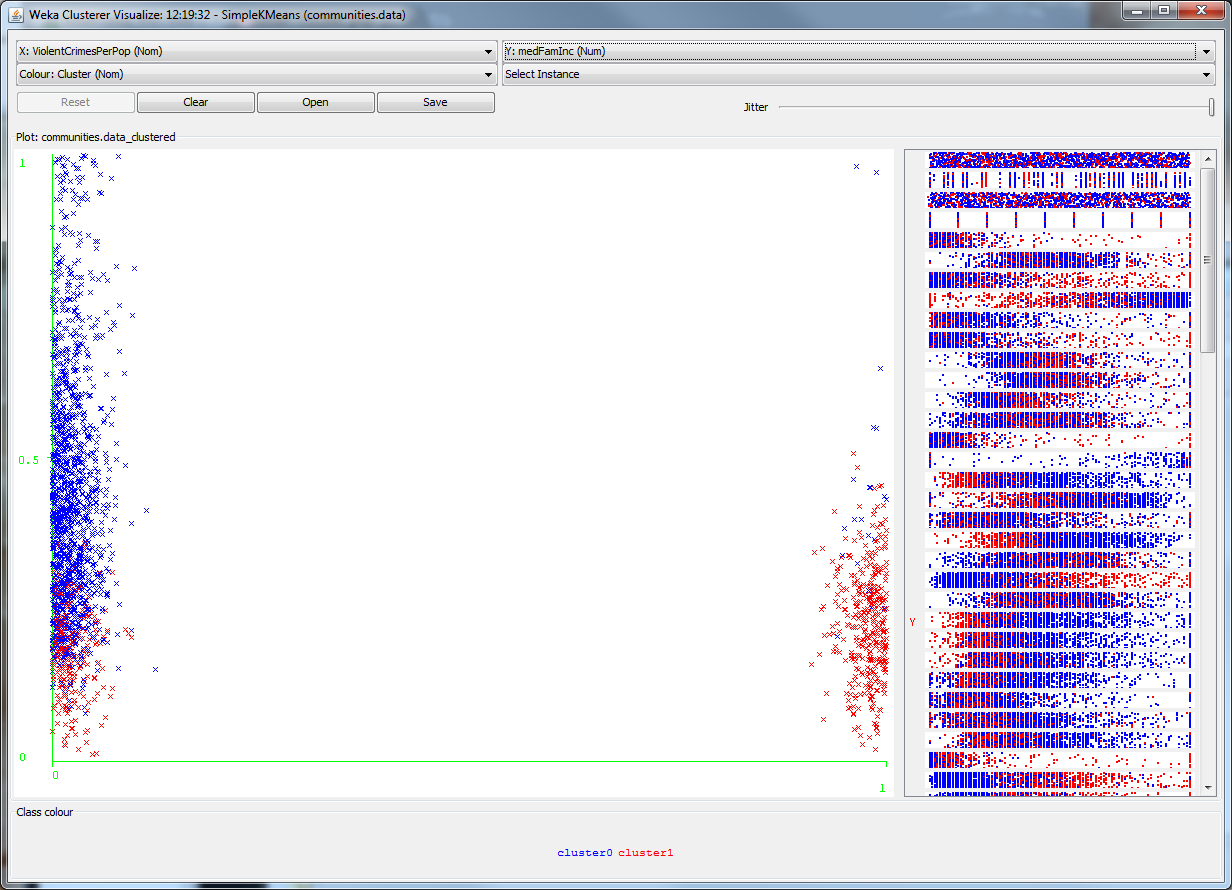 Weka Clusterer Visualize: 12:19:32 - SimpleKMeans (communities.data)
X: ViolentCrimesPerPop (Nom)
Y: medFamInc (Num)
Colour: Cluster (Nom)
Select Instance
Reset
Clear
Open
Save
Jitter
Plot: communities.data_clustered
1
0.5
0
0
1
Y
Class colour
cluster0 cluster1